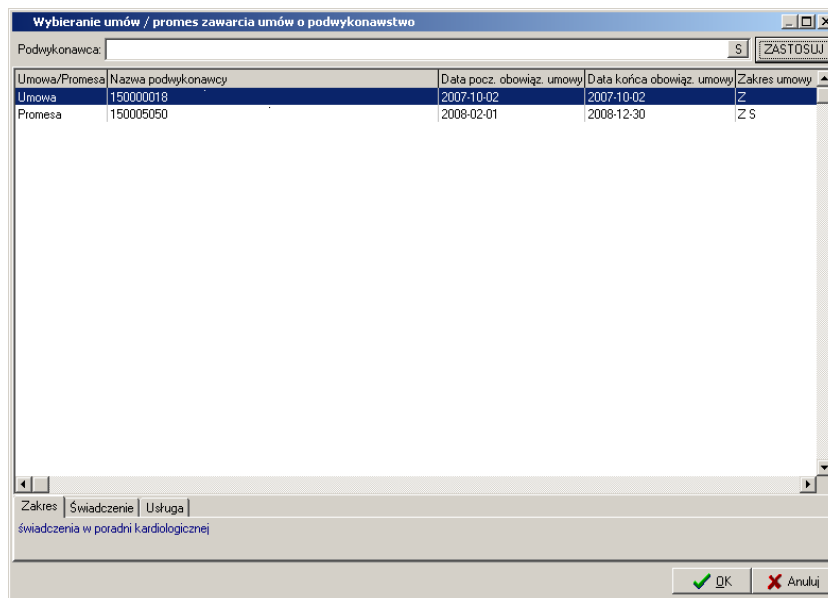 Wybieranie umów / promes zawarcia umów o podwykonawstwo
Podwykonawca: S ZASTOSUJ
Umowa/Promesa Nazwa podwykonawcy Data pocz. obowiąz. umowy Data końca obowiąz. umowy Zakres umowy
Umowa 150000018 2007-10-02 2007-10-02 Z
Promesa 150005050 2008-02-01 2008-12-30 Z S
Zakres Świadczenie Usługa
świadczenia w poradni kardiologicznej
OK Anuluj